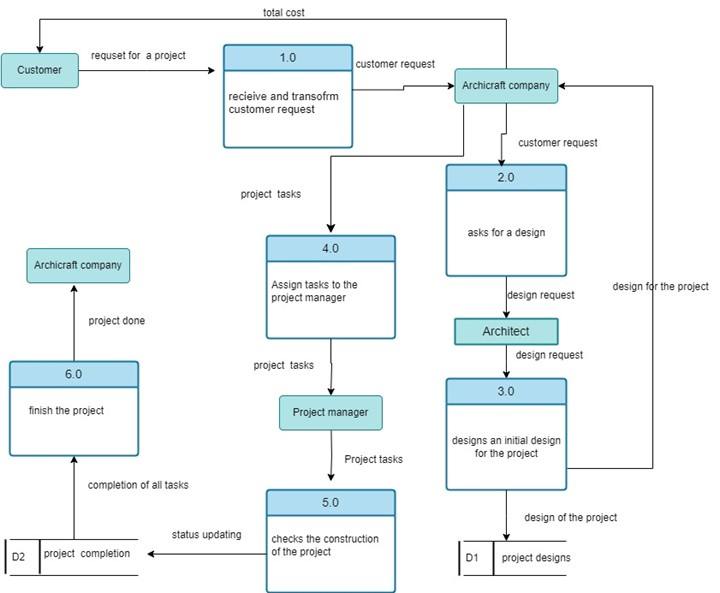 total cost
Customer
requset for a project
1.0
recieive and transofrm
customer request
customer request
Archicraft company
customer request
2.0
asks for a design
project tasks
4.0
Assign tasks to the
project manager
design request
design for the project
Archicraft company
project done
Architect
design request
project tasks
6.0
finish the project
3.0
designs an initial design
for the project
Project manager
Project tasks
completion of all tasks
5.0
checks the construction
of the project
status updating
design of the project
D2
project completion
D1
project designs